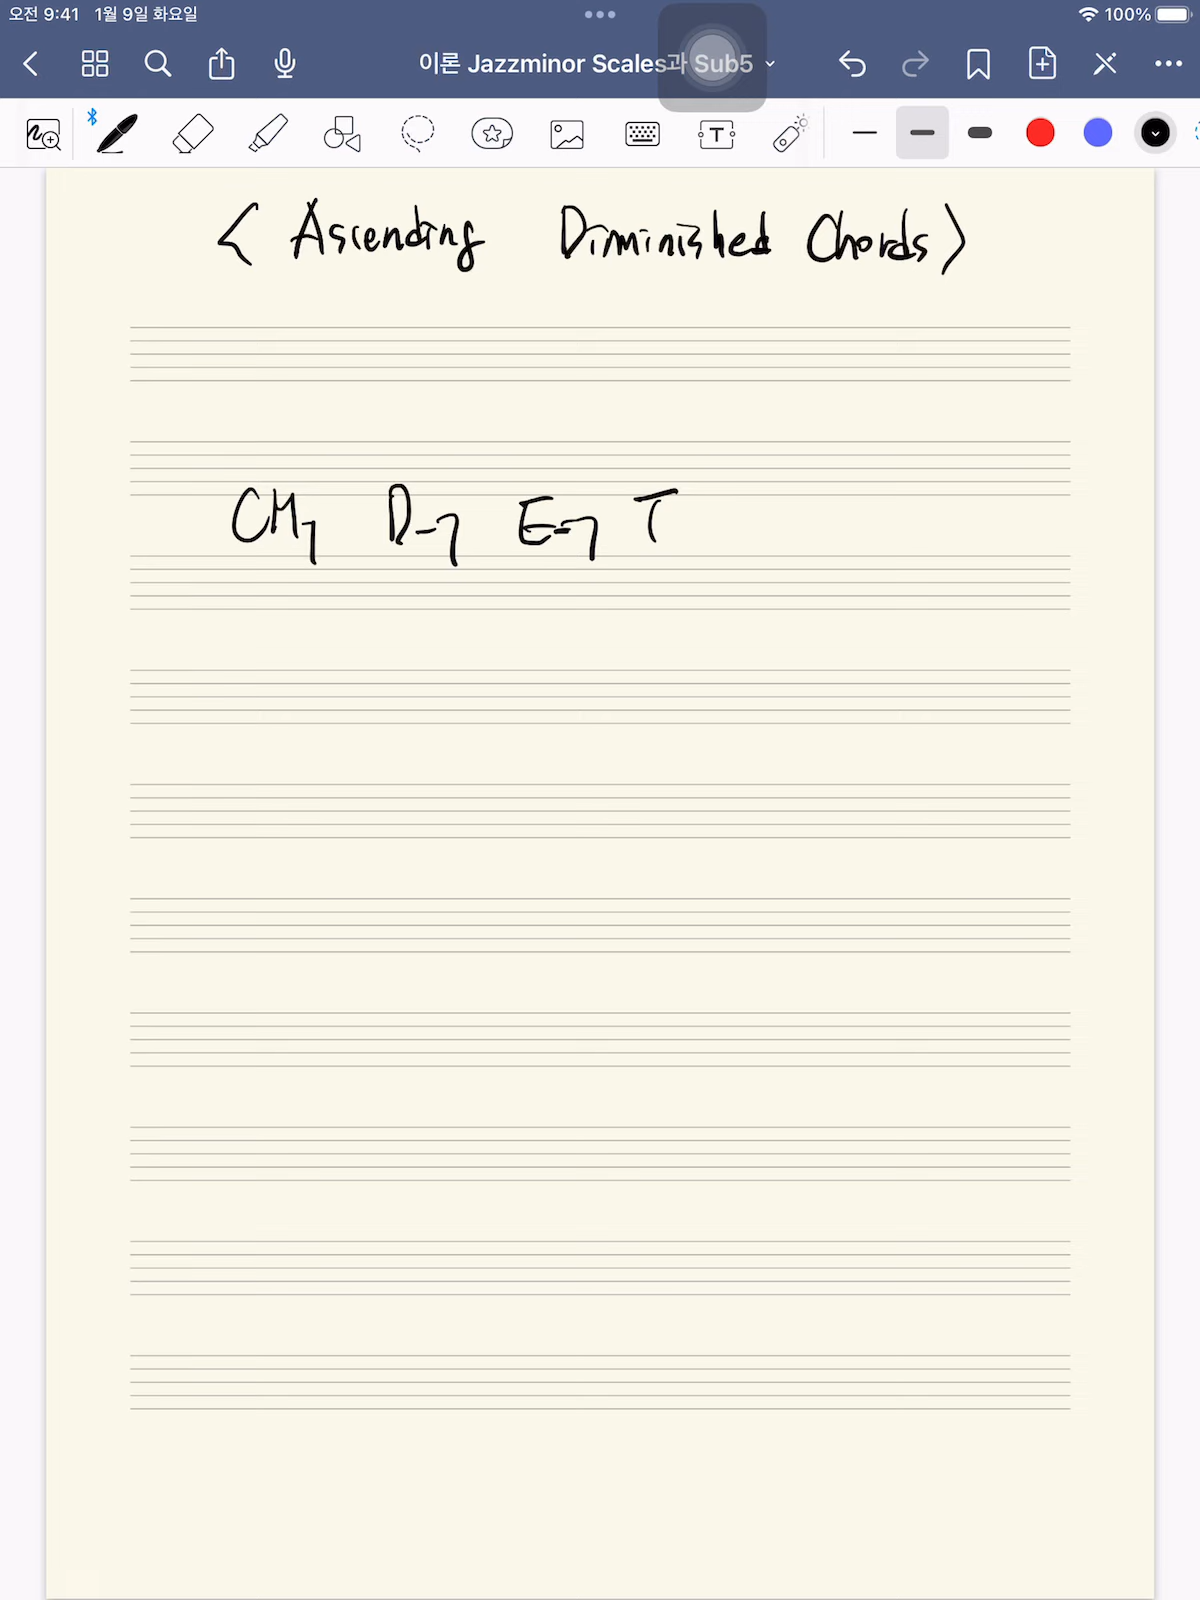 오전 9:41 1월 9일 화요일 100%
이론 Jazzminor Scales과 Sub5
T
< Ascending Diminished Chords >
CM7 D-7 E-7 T